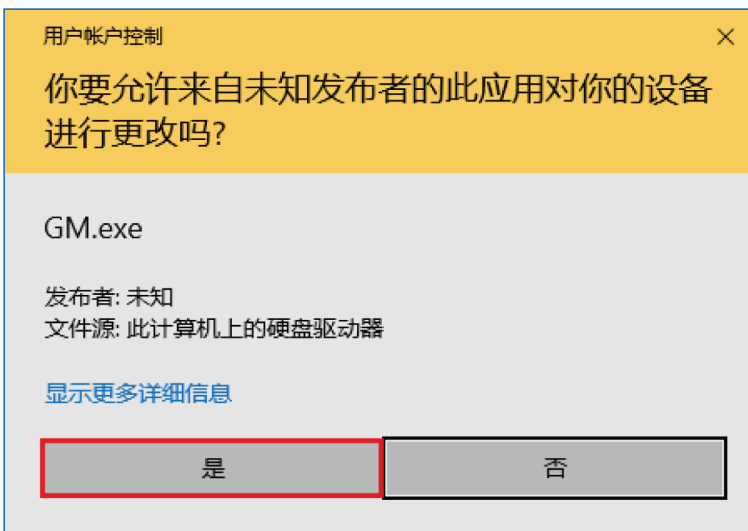 用户帐户控制
你要允许来自未知发布者的此应用对你的设备
进行更改吗?
GM.exe
发布者: 未知
文件源: 此计算机上的硬盘驱动器
显示更多详细信息
是
否